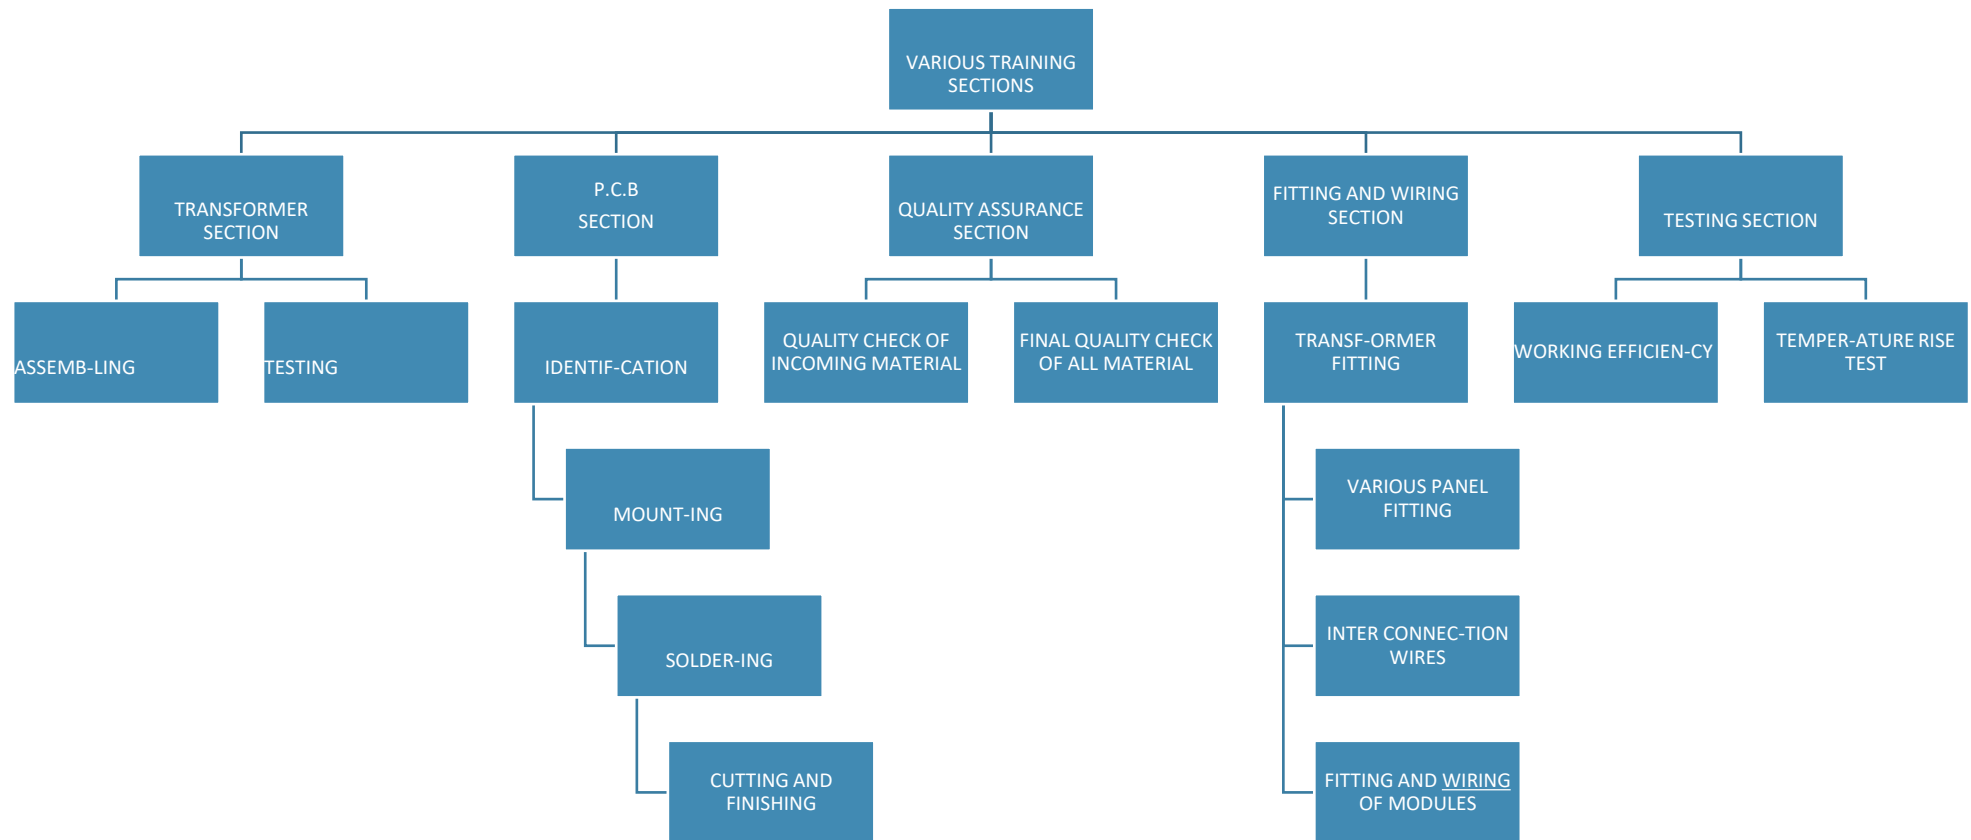 VARIOUS TRAINING
SECTIONS
TRANSFORMER
SECTION
P.C.B
SECTION
QUALITY ASSURANCE
SECTION
FITTING AND WIRING
SECTION
TESTING SECTION
ASSEMB-LING
TESTING
IDENTIF-CATION
QUALITY CHECK OF
INCOMING MATERIAL
FINAL QUALITY CHECK
OF ALL MATERIAL
TRANSF-ORMER
FITTING
WORKING EFFICIEN-CY
TEMPER-ATURE RISE
TEST
MOUNT-ING
VARIOUS PANEL
FITTING
SOLDER-ING
INTER CONNEC-TION
WIRES
CUTTING AND
FINISHING
FITTING AND WIRING
OF MODULES